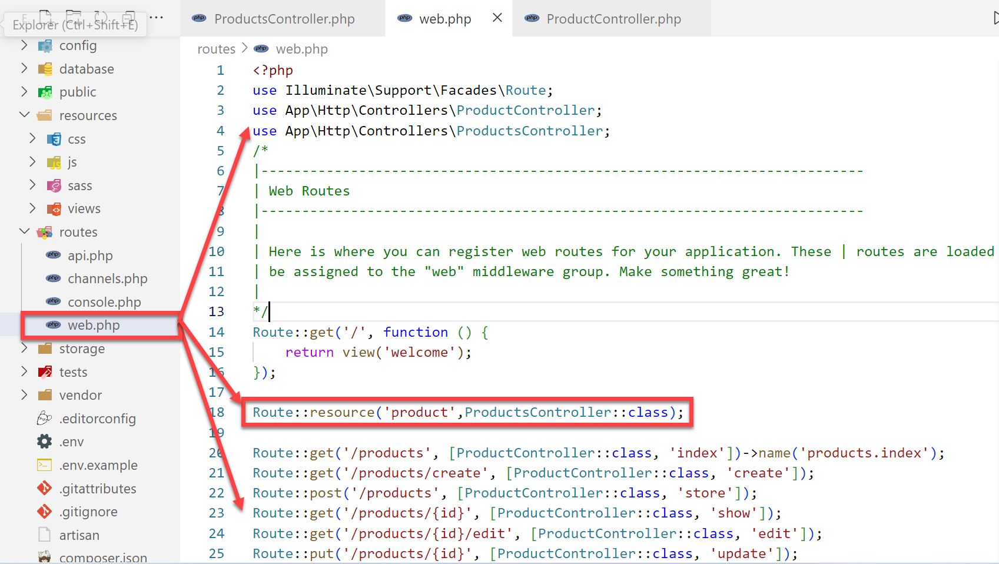 E
Explorer (Ctrl+Shift+E)
config
database
public
resources
css
js
sass
views
routes
api.php
channels.php
console.php
web.php
storage
tests
vendor
.editorconfig
.env
.env.example
.gitattributes
.gitignore
artisan
composer.json
php ProductsController.php
php web.php
php ProductController.php
routes > php web.php
1 <?php
2 use Illuminate\Support\Facades\Route;
3 use App\Http\Controllers\ProductController;
4 use App\Http\Controllers\ProductsController;
5 /*
6 |--------------------------------------------------------------------------
7 | Web Routes
8 |--------------------------------------------------------------------------
9 |
10 | Here is where you can register web routes for your application. These | routes are loaded
11 | be assigned to the "web" middleware group. Make something great!
12 |
13 */
14 Route::get('/', function () {
15 return view('welcome');
16 });
17
18 Route::resource('product',ProductsController::class);
19
20 Route::get('/products', [ProductController::class, 'index'])->name('products.index');
21 Route::get('/products/create', [ProductController::class, 'create']);
22 Route::post('/products', [ProductController::class, 'store']);
23 Route::get('/products/{id}', [ProductController::class, 'show']);
24 Route::get('/products/{id}/edit', [ProductController::class, 'edit']);
25 Route::put('/products/{id}', [ProductController::class, 'update']);